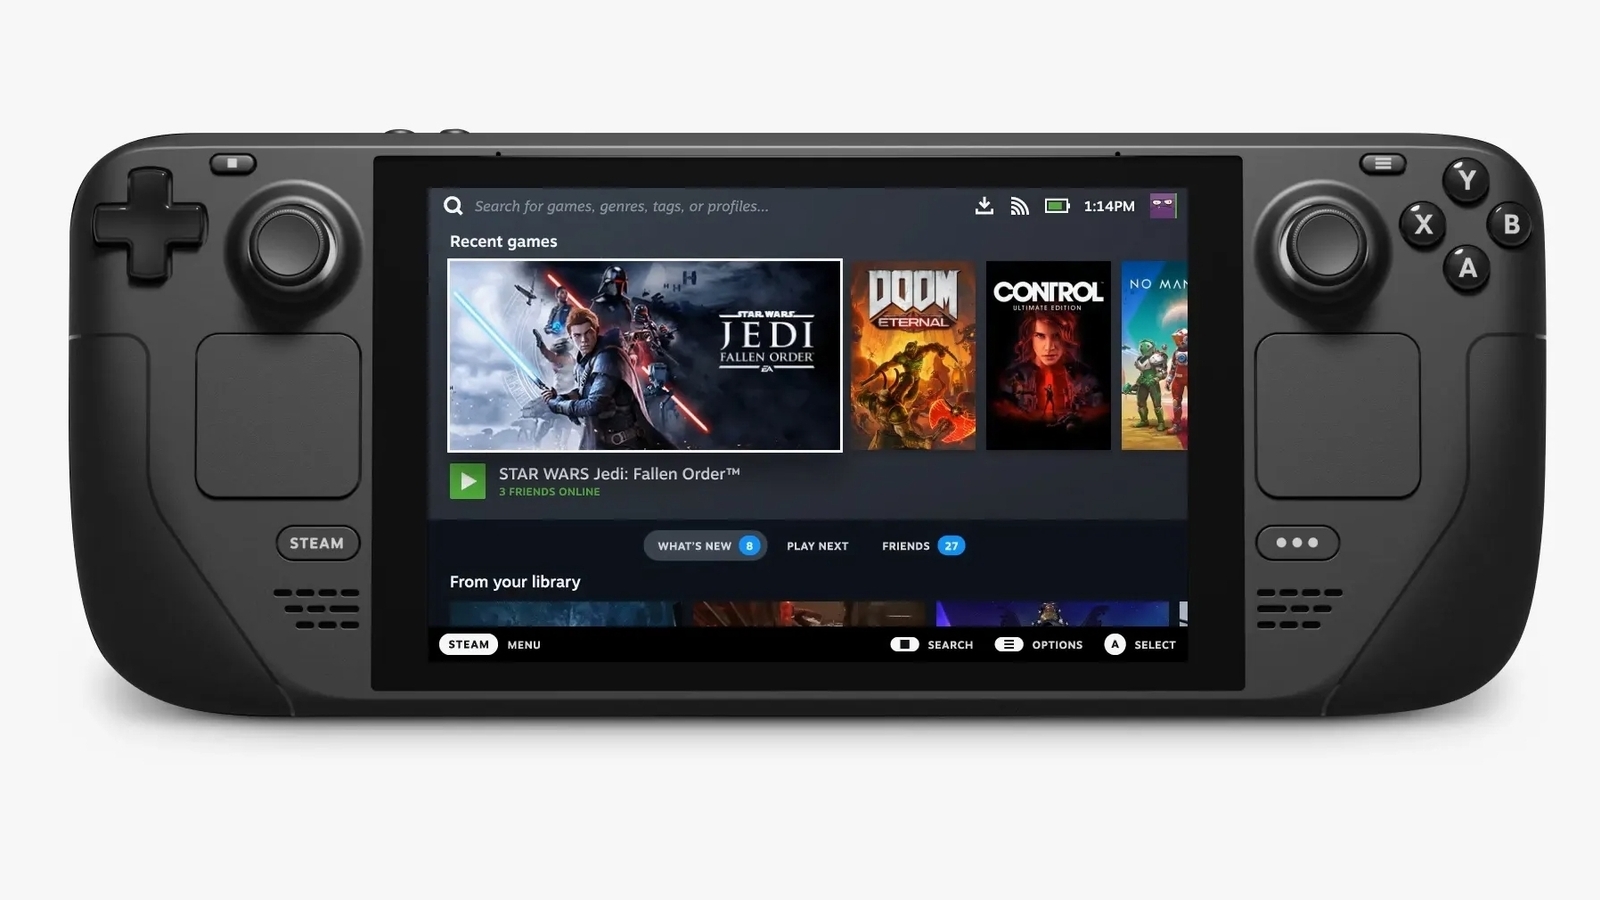 Search for games, genres, tags, or profiles...
1:14PM
Recent games
STAR WARS
JEDI
FALLEN ORDER
EA
DOOM
ETERNAL
CONTROL
ULTIMATE EDITION
NO MAN
STAR WARS Jedi: Fallen Order™
3 FRIENDS ONLINE
WHAT'S NEW 8 PLAY NEXT FRIENDS 27
From your library
STEAM MENU SEARCH OPTIONS A SELECT
STEAM
Y
X B
A